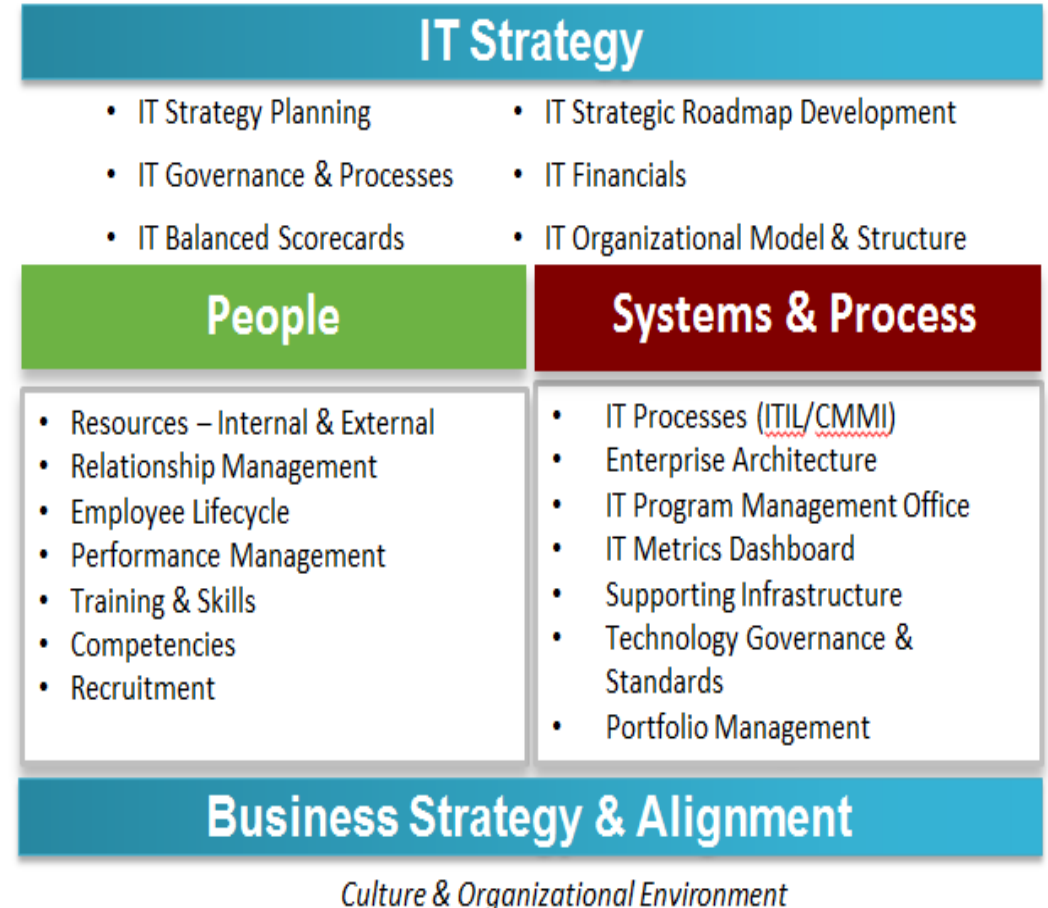 IT Strategy
• IT Strategy Planning
• IT Governance & Processes
• IT Balanced Scorecards
• IT Strategic Roadmap Development
• IT Financials
• IT Organizational Model & Structure
People
• Resources – Internal & External
• Relationship Management
• Employee Lifecycle
• Performance Management
• Training & Skills
• Competencies
• Recruitment
Systems & Process
• IT Processes (ITIL/CMMI)
• Enterprise Architecture
• IT Program Management Office
• IT Metrics Dashboard
• Supporting Infrastructure
• Technology Governance &
Standards
• Portfolio Management
Business Strategy & Alignment
Culture & Organizational Environment